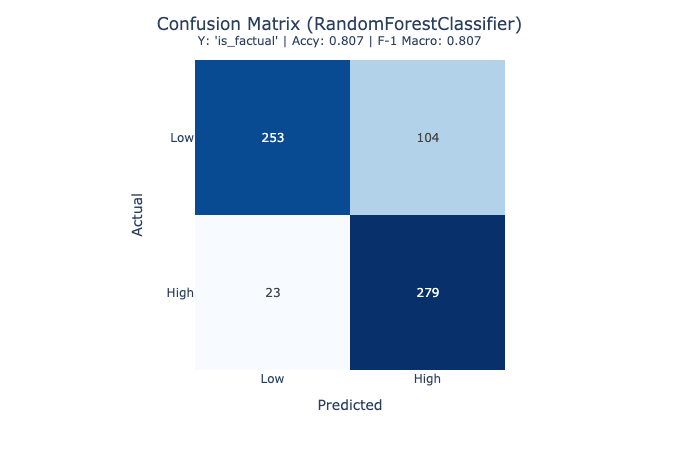 Confusion Matrix (RandomForestClassifier)
Y: 'is_factual' | Accy: 0.807 | F-1 Macro: 0.807
Low
253
104
Actual
High
23
279
Low
High
Predicted